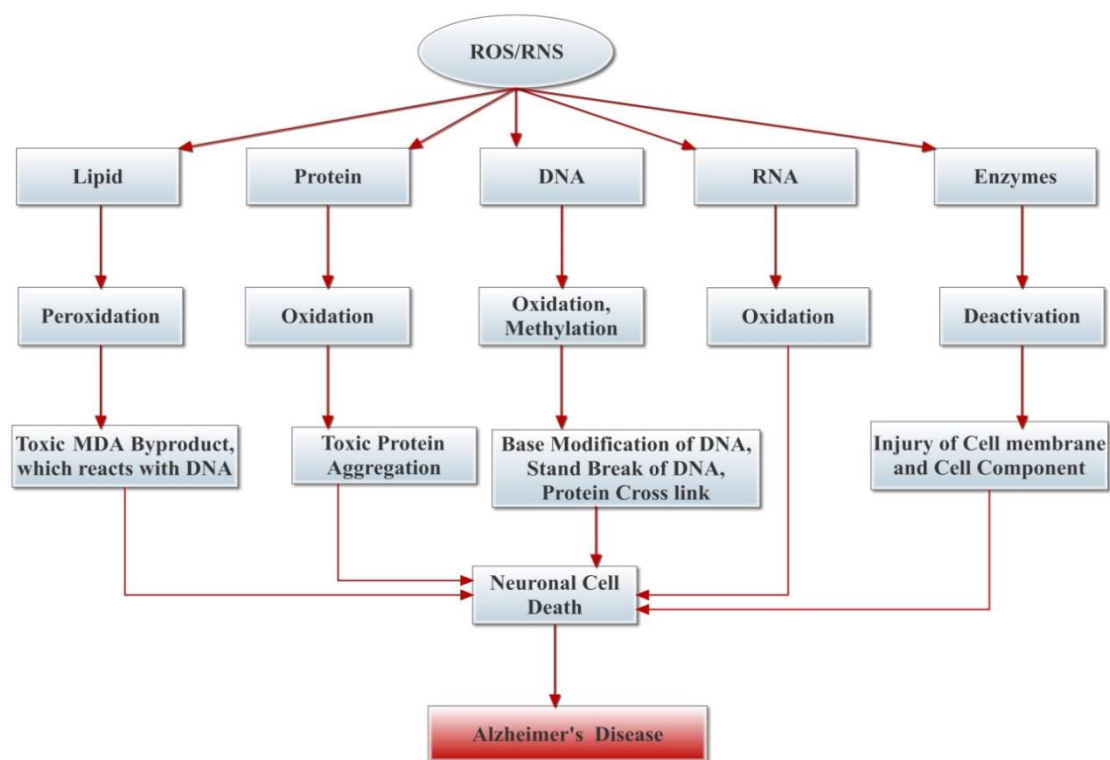 ROS/RNS
Lipid
Protein
DNA
RNA
Enzymes
Peroxidation
Oxidation
Oxidation,
Methylation
Oxidation
Deactivation
Toxic MDA Byproduct,
which reacts with DNA
Toxic Protein
Aggregation
Base Modification of DNA,
Stand Break of DNA,
Protein Cross link
Injury of Cell membrane
and Cell Component
Neuronal Cell
Death
Alzheimer's Disease